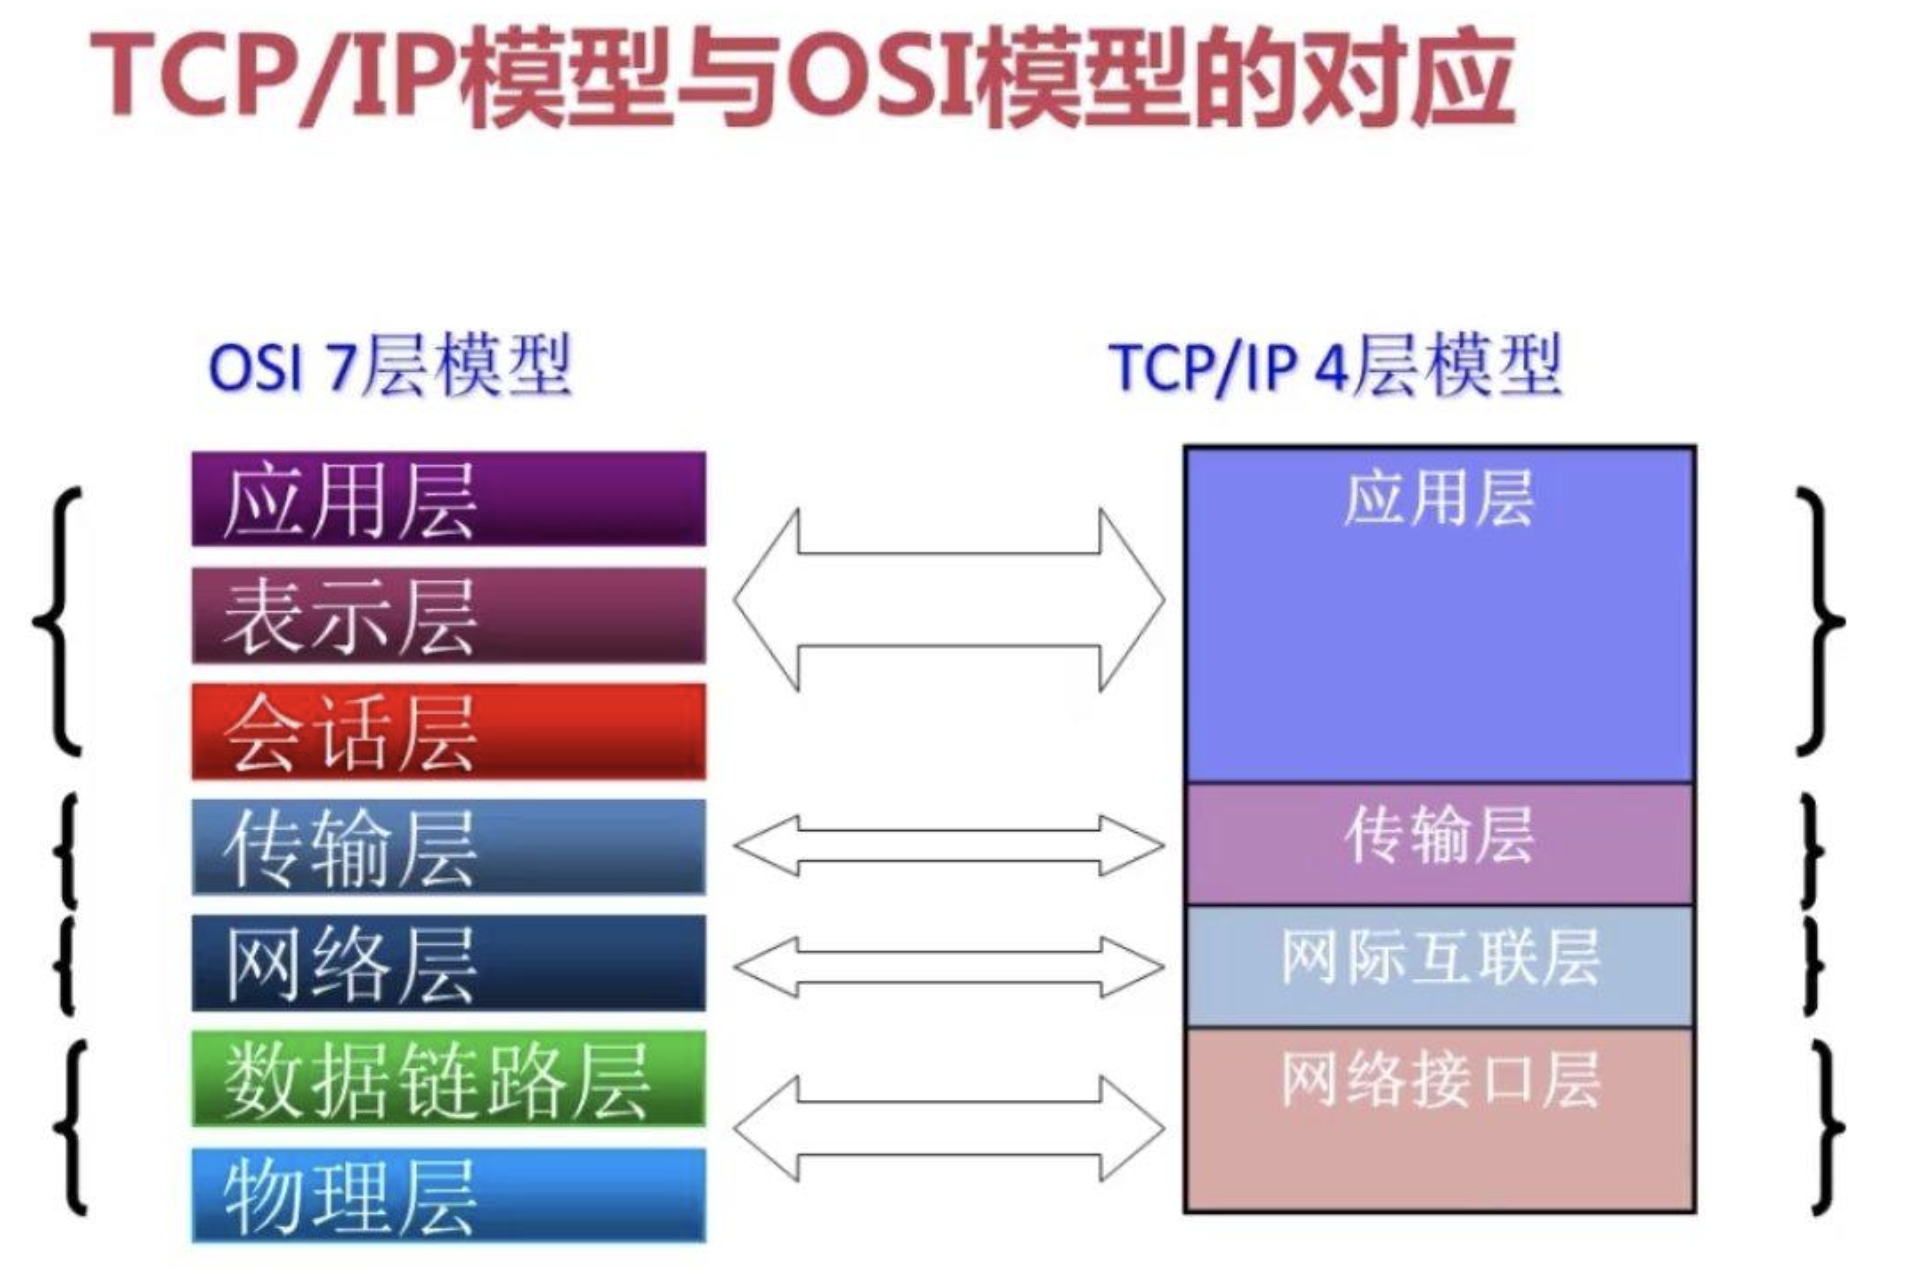 TCP/IP模型与OSI模型的对应
OSI 7层模型
应用层
表示层
会话层
传输层
网络层
数据链路层
物理层
TCP/IP 4层模型
应用层
传输层
网际互联层
网络接口层